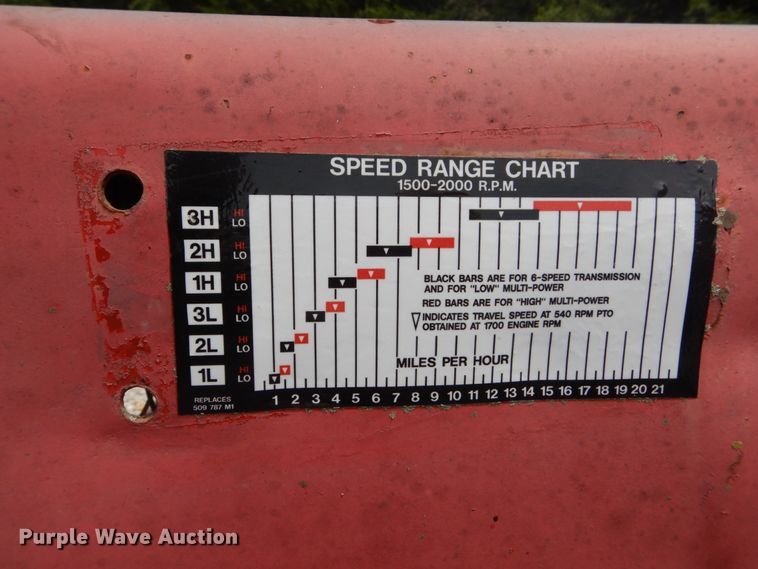 SPEED RANGE CHART
1500-2000 R.P.M.
3H HI LO
2H HI LO
1H HI LO
3L HI LO
2L HI LO
1L HI LO
BLACK BARS ARE FOR 6-SPEED TRANSMISSION
AND FOR "LOW" MULTI-POWER
RED BARS ARE FOR "HIGH" MULTI-POWER
INDICATES TRAVEL SPEED AT 540 RPM PTO
OBTAINED AT 1700 ENGINE RPM
MILES PER HOUR
1 2 3 4 5 6 7 8 9 10 11 12 13 14 15 16 17 18 19 20 21
REPLACES
509 787 M1
Purple Wave Auction